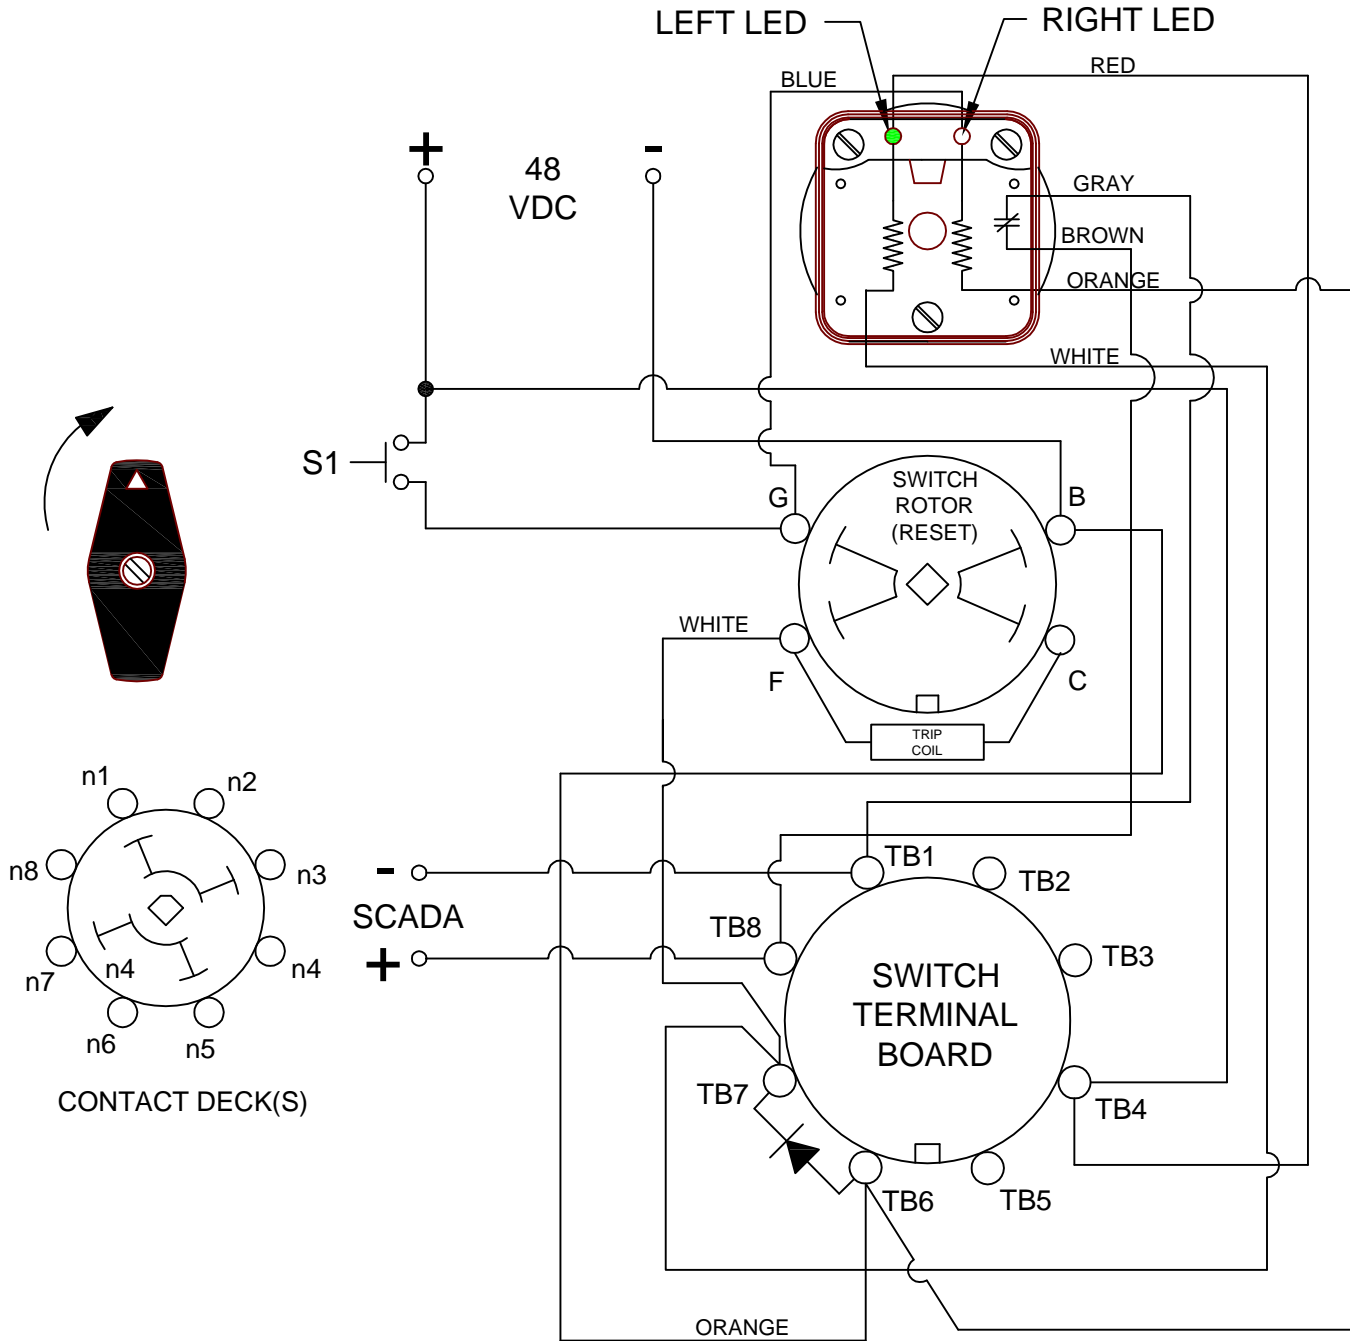 LEFT LED
RIGHT LED
RED
BLUE
+
-
48
VDC
GRAY
BROWN
ORANGE
WHITE
S1
G
SWITCH
ROTOR
(RESET)
B
WHITE
F
C
TRIP
COIL
n1
n2
n8
n3
n7
n4
n4
n6
n5
CONTACT DECK(S)
-
SCADA
+
TB1
TB2
TB8
TB3
SWITCH
TERMINAL
BOARD
TB7
TB4
TB6
TB5
ORANGE